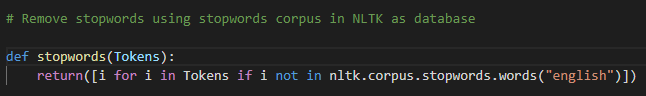 # Remove stopwords using stopwords corpus in NLTK as database
def stopwords(Tokens):
return([i for i in Tokens if i not in nltk.corpus.stopwords.words("english")])